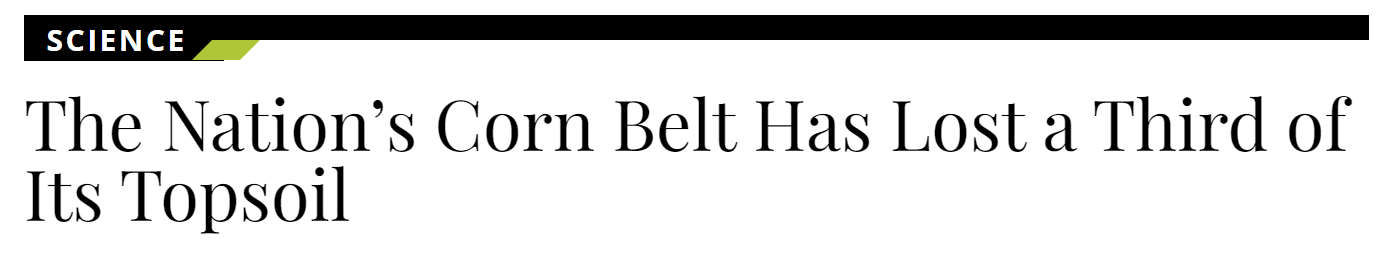 SCIENCE
The Nation’s Corn Belt Has Lost a Third of
Its Topsoil